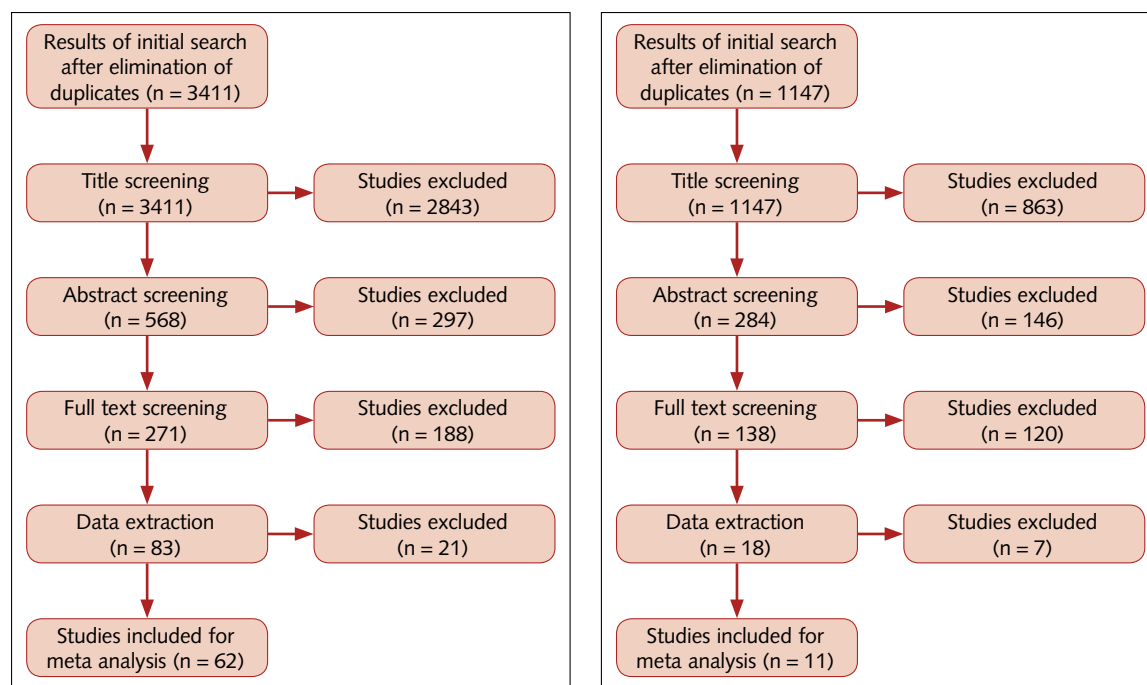 Results of initial search
after elimination of
duplicates (n = 3411)
Title screening
(n = 3411)
Studies excluded
(n = 2843)
Abstract screening
(n = 568)
Studies excluded
(n = 297)
Full text screening
(n = 271)
Studies excluded
(n = 188)
Data extraction
(n = 83)
Studies excluded
(n = 21)
Studies included for
meta analysis (n = 62)
Results of initial search
after elimination of
duplicates (n = 1147)
Title screening
(n = 1147)
Studies excluded
(n = 863)
Abstract screening
(n = 284)
Studies excluded
(n = 146)
Full text screening
(n = 138)
Studies excluded
(n = 120)
Data extraction
(n = 18)
Studies excluded
(n = 7)
Studies included for
meta analysis (n = 11)